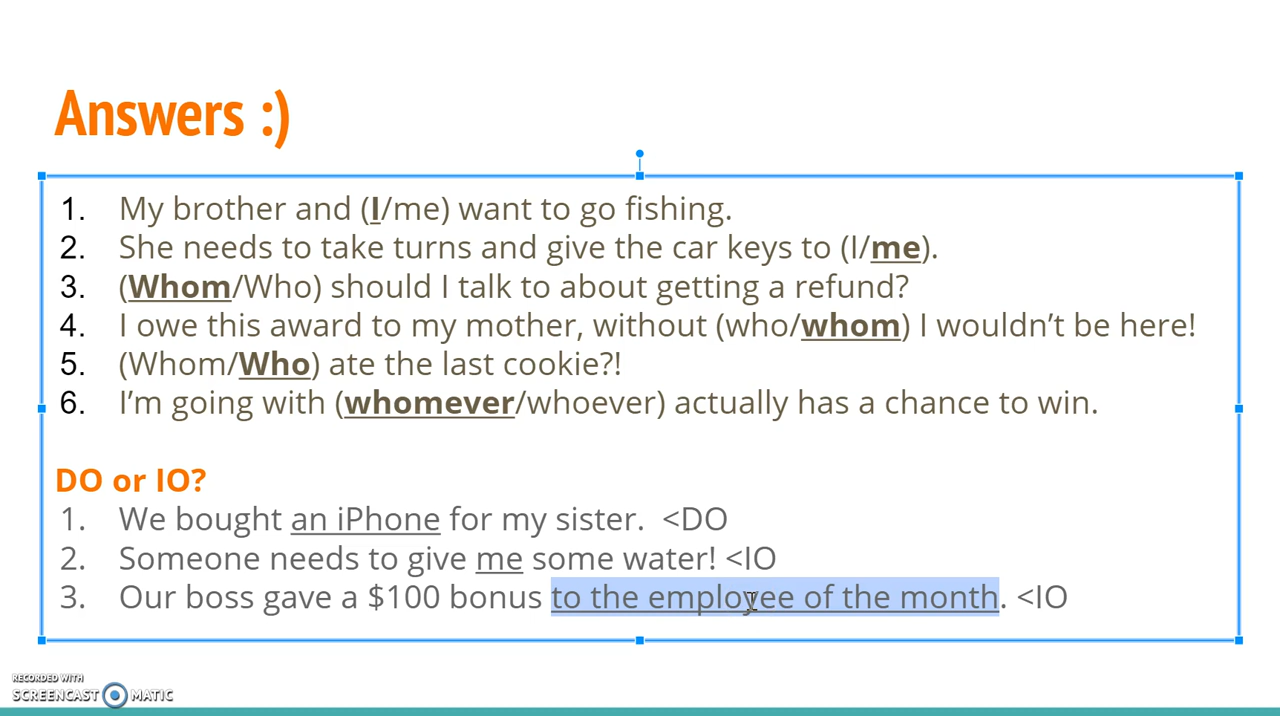 Answers :)
1. My brother and (I/me) want to go fishing.
2. She needs to take turns and give the car keys to (I/me).
3. (Whom/Who) should I talk to about getting a refund?
4. I owe this award to my mother, without (who/whom) I wouldn't be here!
5. (Whom/Who) ate the last cookie?!
6. I'm going with (whomever/whoever) actually has a chance to win.
DO or IO?
1. We bought an iPhone for my sister. <DO
2. Someone needs to give me some water! <IO
3. Our boss gave a $100 bonus to the employee of the month. <IO
RECORDED WITH
SCREENCAST MATIC